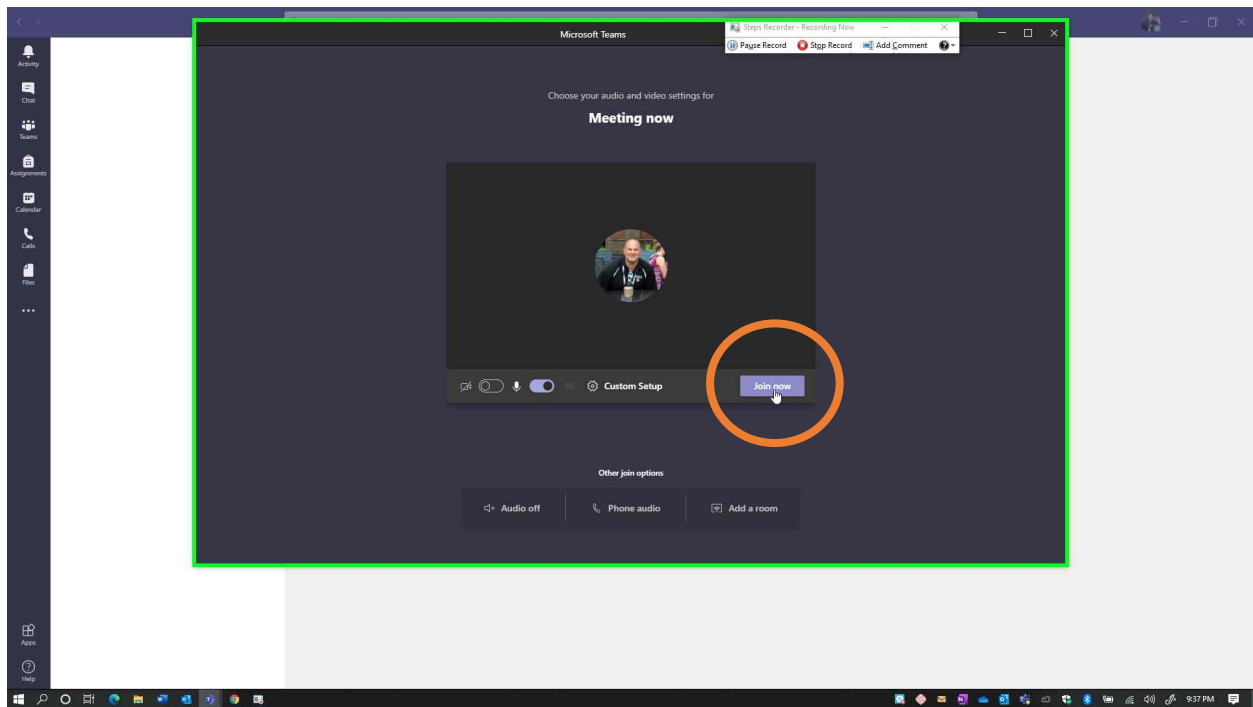 Microsoft Teams
Steps Recorder - Recording Now
Pause Record Stop Record Add Comment
Activity
Chat
Teams
Assignments
Calendar
Calls
Files
Choose your audio and video settings for
Meeting now
Custom Setup
Join now
Other join options
Audio off
Phone audio
Add a room
Apps
Help
9:37 PM